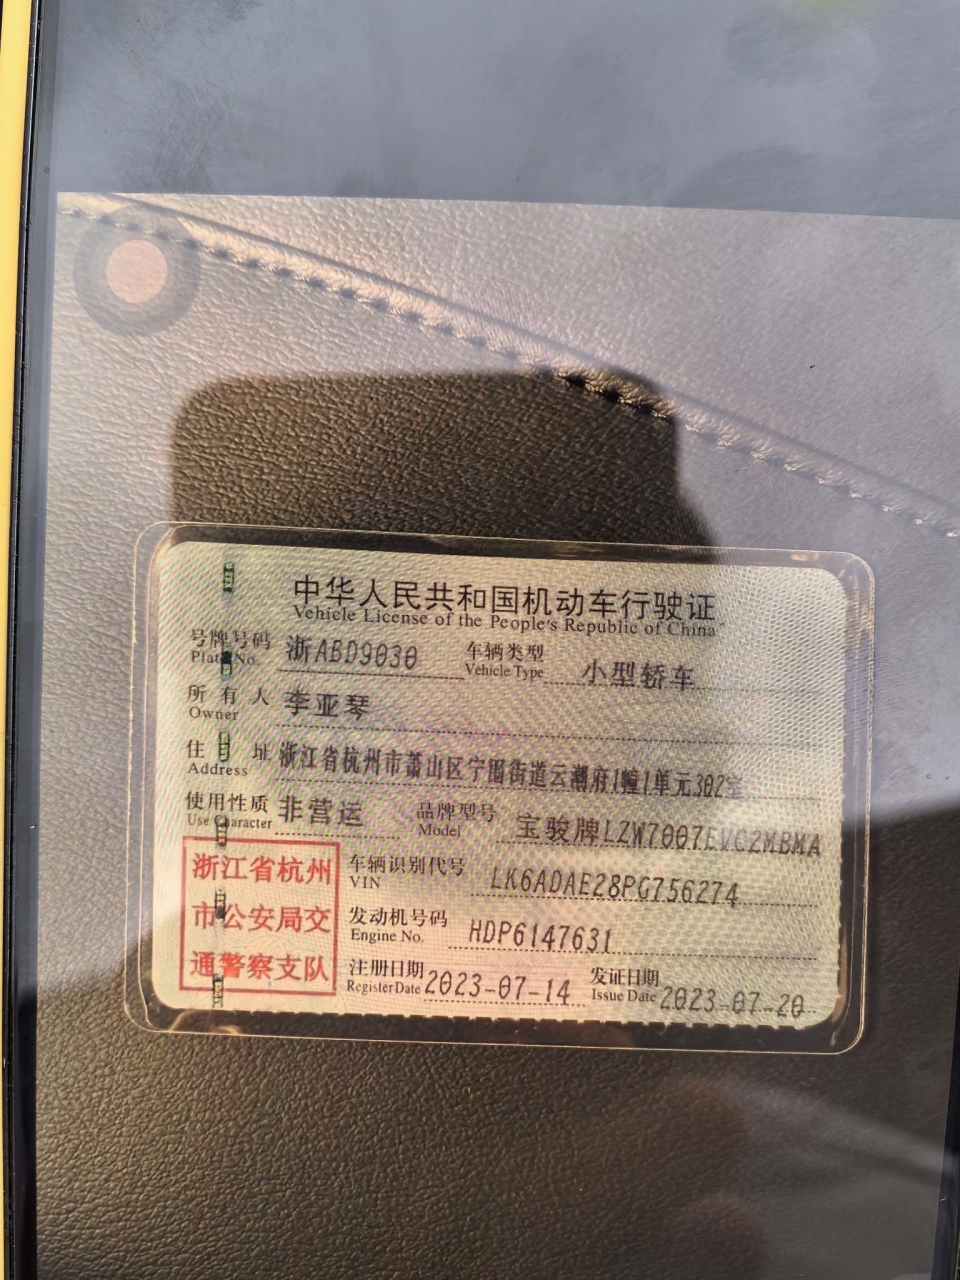 中华人民共和国机动车行驶证
Vehicle License of the People's Republic of China
号牌号码 浙ABD9030 车辆类型 小型轿车
Plate No. Vehicle Type
所有人 李亚琴
Owner
住址 浙江省杭州市萧山区宁围街道云潮府1幢1单元302室
Address
使用性质 非营运 品牌型号 宝骏牌LZW7007EVC2MBMA
Use Character Model
浙江省杭州
市公安局交
通警察支队
车辆识别代号 LK6ADAE28PG756274
VIN
发动机号码 HDP6147631
Engine No.
注册日期 2023-07-14 发证日期 2023-07-20
Register Date Issue Date